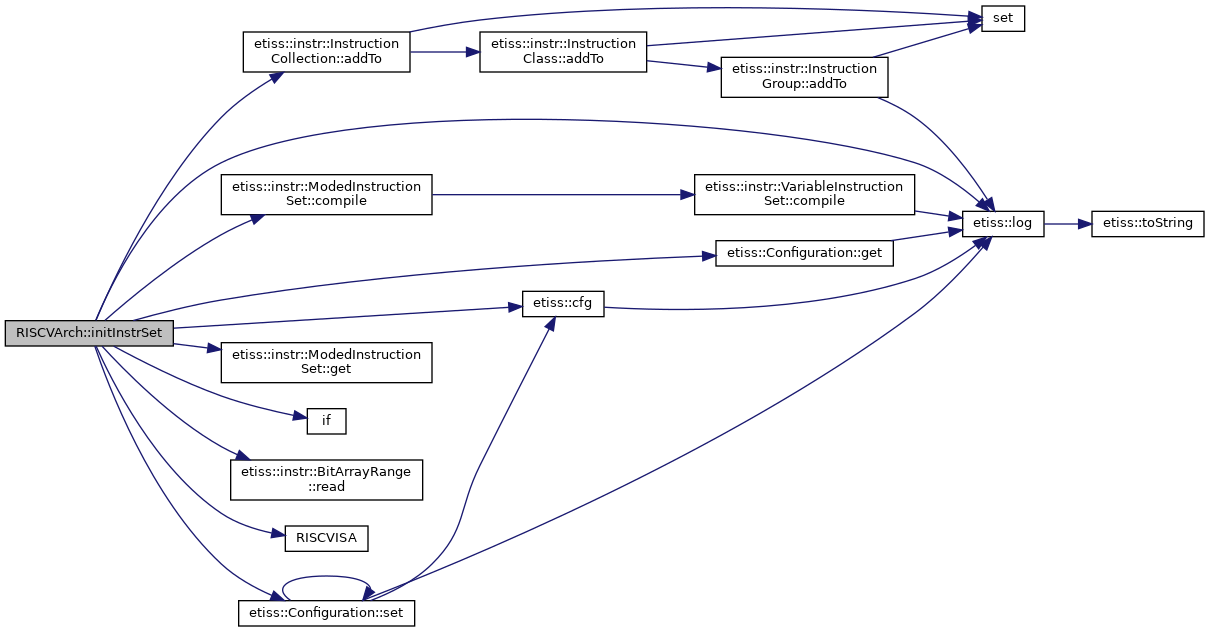 RISCVArch::initInstrSet
etiss::instr::Instruction
Collection::addTo
etiss::instr::Instruction
Class::addTo
etiss::instr::Instruction
Group::addTo
set
etiss::instr::ModedInstruction
Set::compile
etiss::instr::VariableInstruction
Set::compile
etiss::log
etiss::toString
etiss::Configuration::get
etiss::cfg
etiss::instr::ModedInstruction
Set::get
if
etiss::instr::BitArrayRange
::read
RISCVISA
etiss::Configuration::set